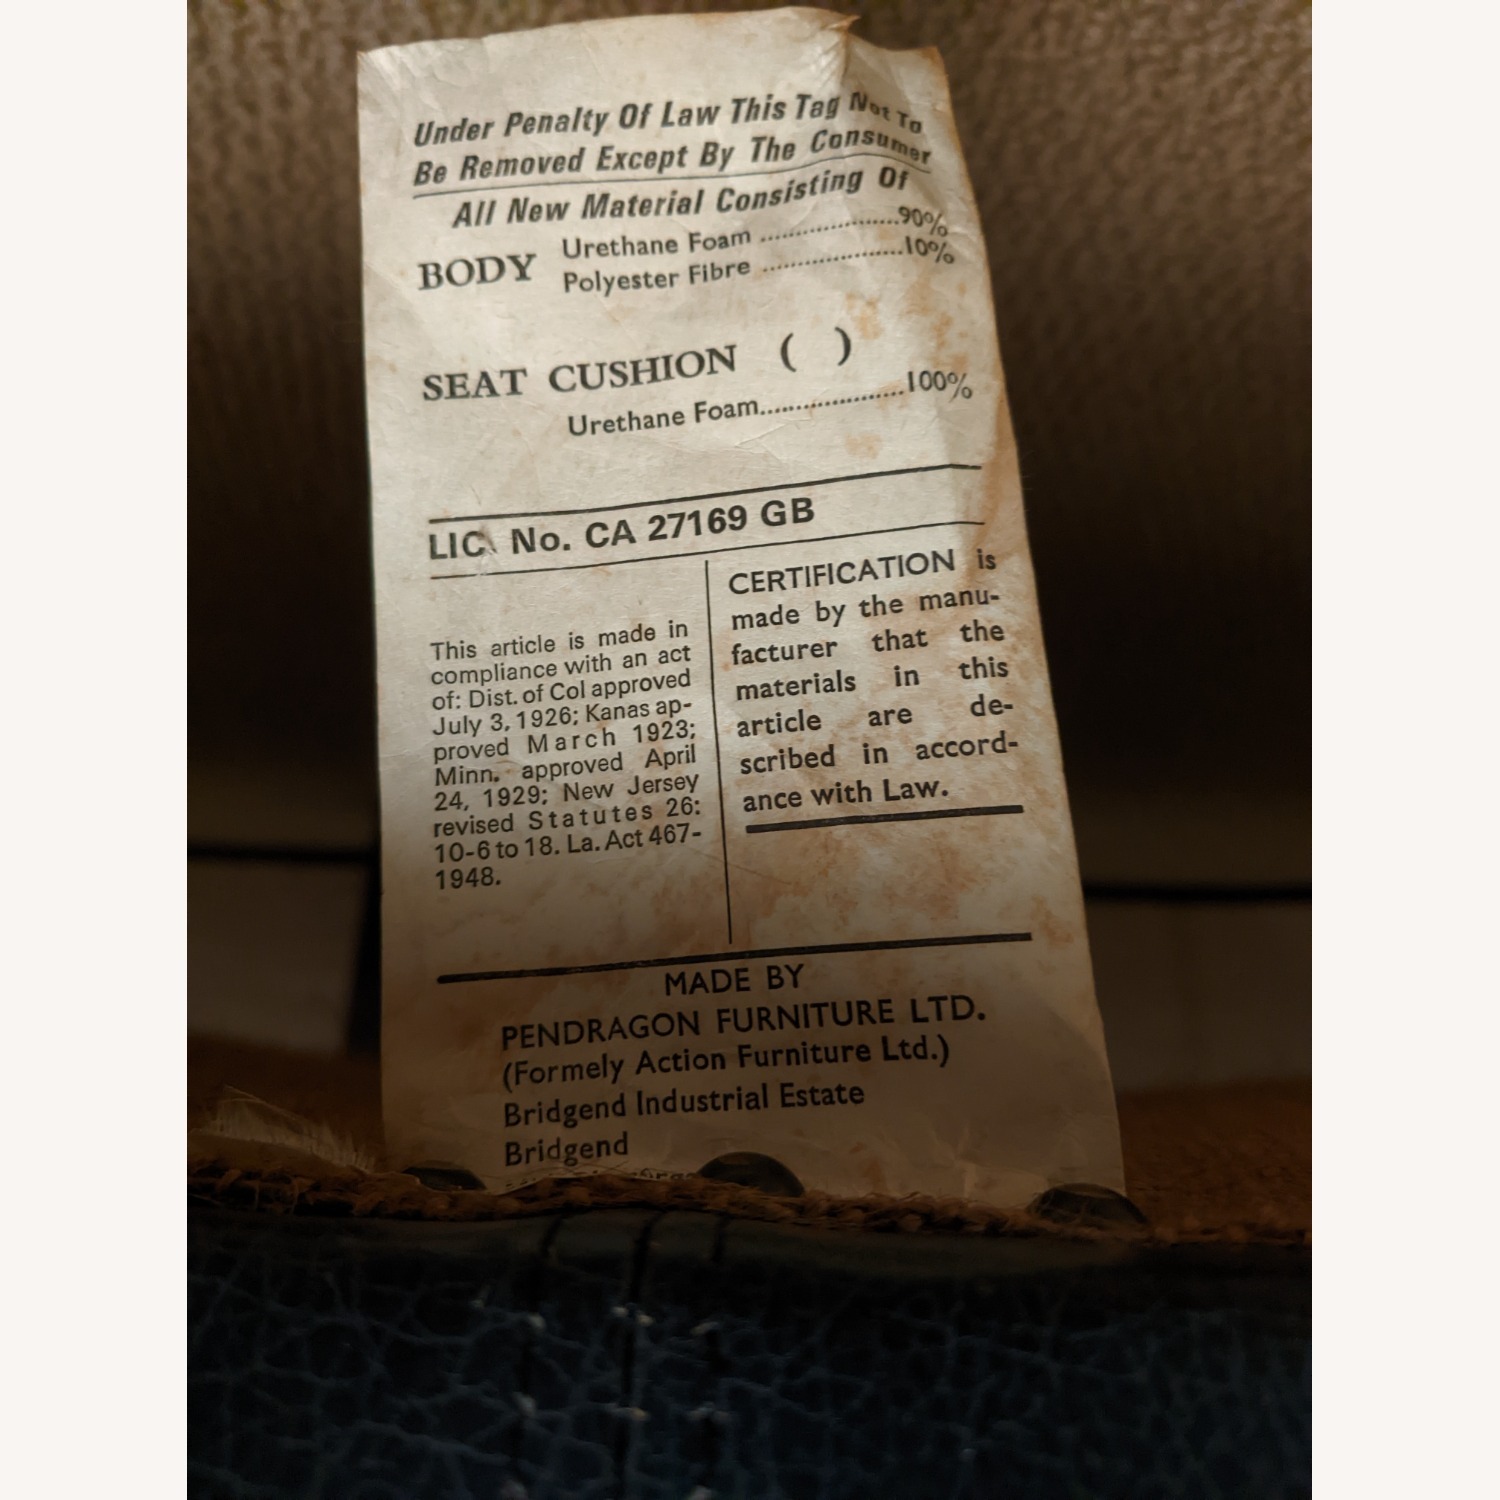 Under Penalty Of Law This Tag Not To
Be Removed Except By The Consumer
All New Material Consisting Of
BODY
Urethane Foam ....................90%
Polyester Fibre ....................10%
SEAT CUSHION ( )
Urethane Foam....................100%
LIC. No. CA 27169 GB
This article is made in
compliance with an act
of: Dist. of Col approved
July 3, 1926; Kanas ap-
proved March 1923;
Minn. approved April
24, 1929; New Jersey
revised Statutes 26:
10-6 to 18. La. Act 467-
1948.
CERTIFICATION is
made by the manu-
facturer that the
materials in this
article are de-
scribed in accord-
ance with Law.
MADE BY
PENDRAGON FURNITURE LTD.
(Formely Action Furniture Ltd.)
Bridgend Industrial Estate
Bridgend